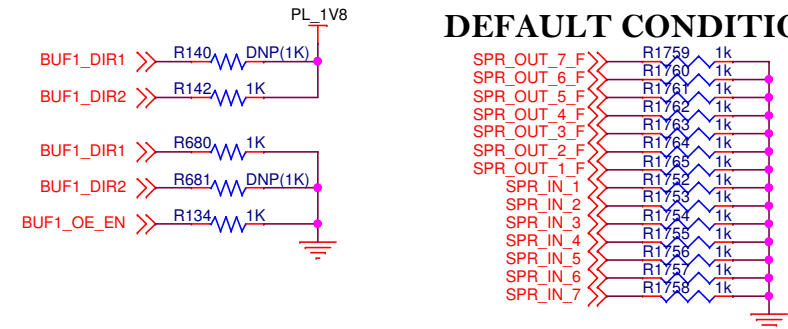 PL_1V8
BUF1_DIR1 R140 DNP(1K)
BUF1_DIR2 R142 1K
BUF1_DIR1 R680 1K
BUF1_DIR2 R681 DNP(1K)
BUF1_OE_EN R134 1K
DEFAULT CONDITIO
SPR_OUT_7_F R1759 1k
SPR_OUT_6_F R1760 1k
SPR_OUT_5_F R1761 1k
SPR_OUT_4_F R1762 1k
SPR_OUT_3_F R1763 1k
SPR_OUT_2_F R1764 1k
SPR_OUT_1_F R1765 1k
SPR_IN_1 R1752 1k
SPR_IN_2 R1753 1k
SPR_IN_3 R1754 1k
SPR_IN_4 R1755 1k
SPR_IN_5 R1756 1k
SPR_IN_6 R1757 1k
SPR_IN_7 R1758 1k